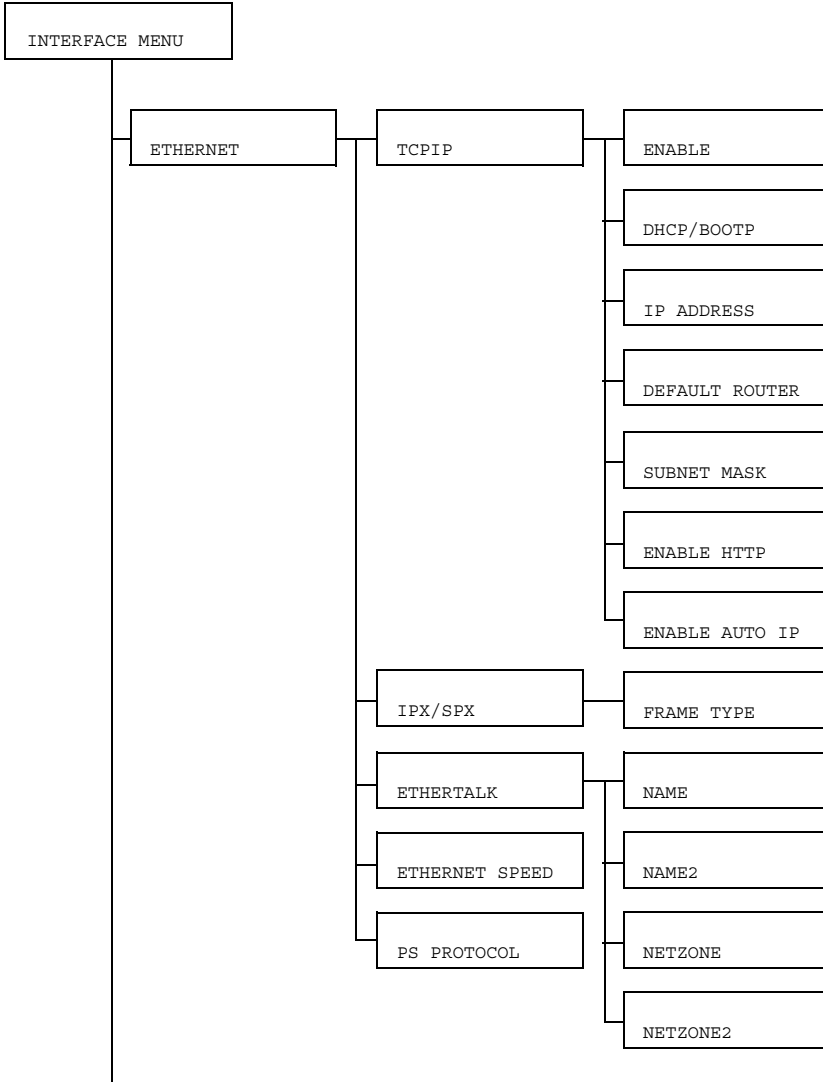 INTERFACE MENU
ETHERNET
TCPIP
ENABLE
DHCP/BOOTP
IP ADDRESS
DEFAULT ROUTER
SUBNET MASK
ENABLE HTTP
ENABLE AUTO IP
IPX/SPX
FRAME TYPE
ETHERTALK
NAME
NAME2
NETZONE
NETZONE2
ETHERNET SPEED
PS PROTOCOL